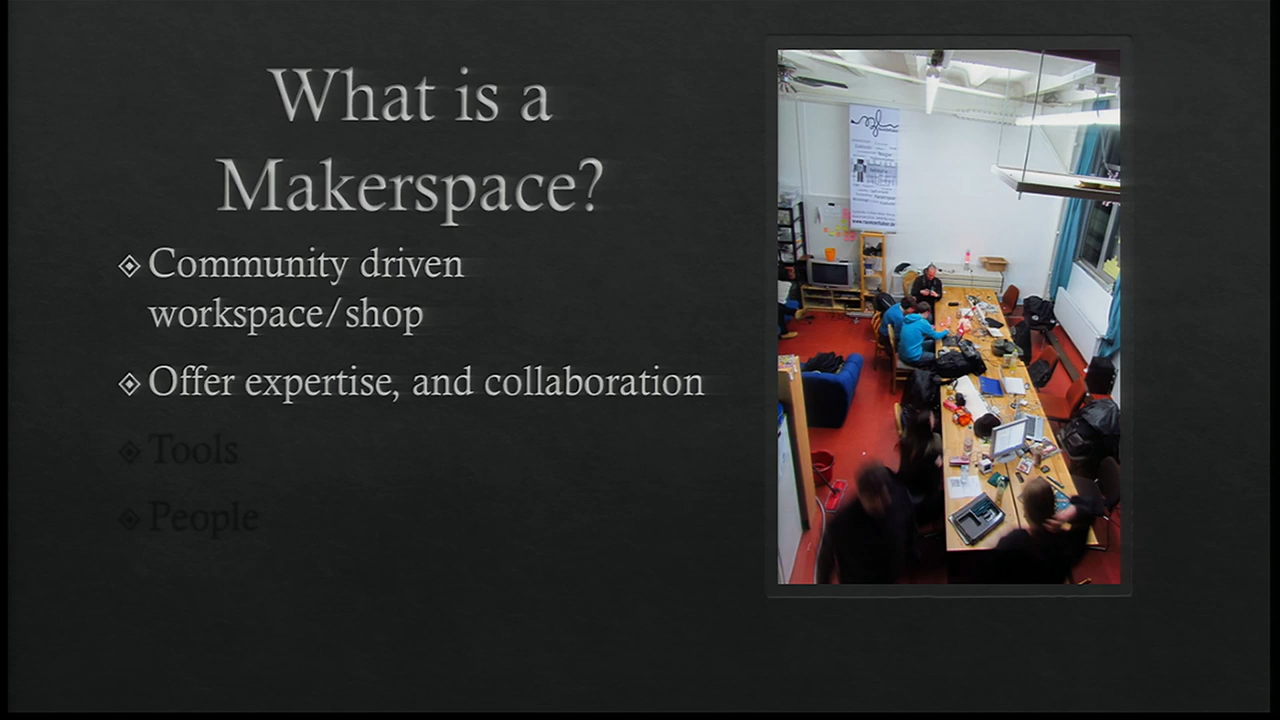 What is a
Makerspace?
Community driven
workspace/shop
Offer expertise, and collaboration
Tools
People